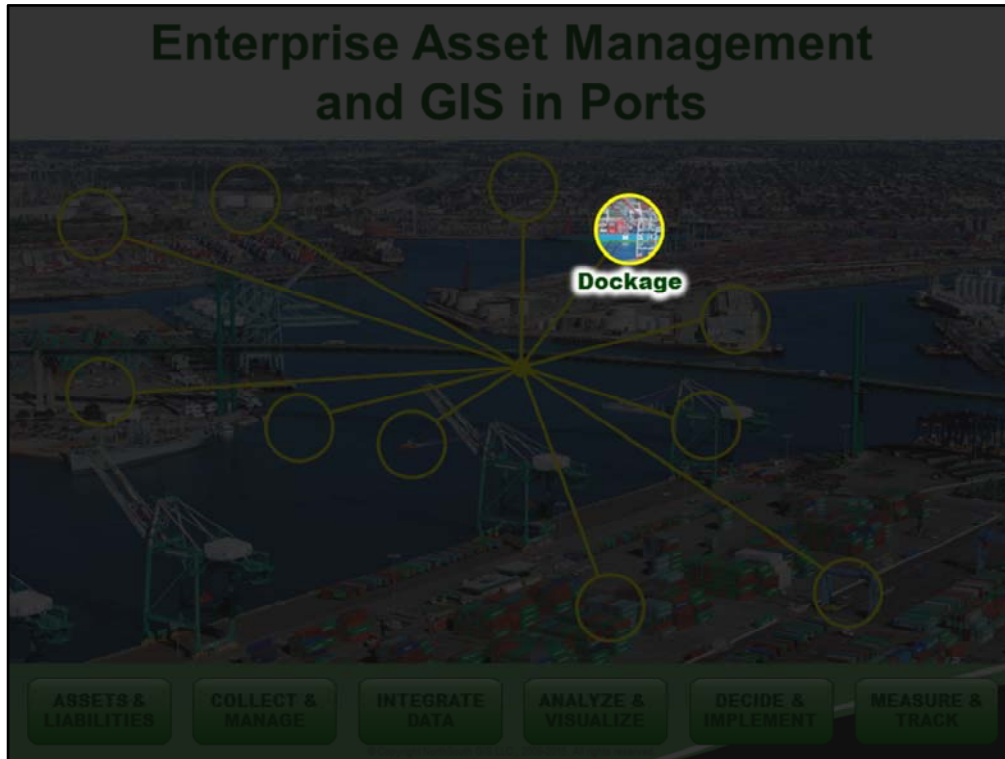 Enterprise Asset Management
and GIS in Ports
Dockage
ASSETS &
LIABILITIES
COLLECT &
MANAGE
INTEGRATE
DATA
ANALYZE &
VISUALIZE
DECIDE &
IMPLEMENT
MEASURE &
TRACK